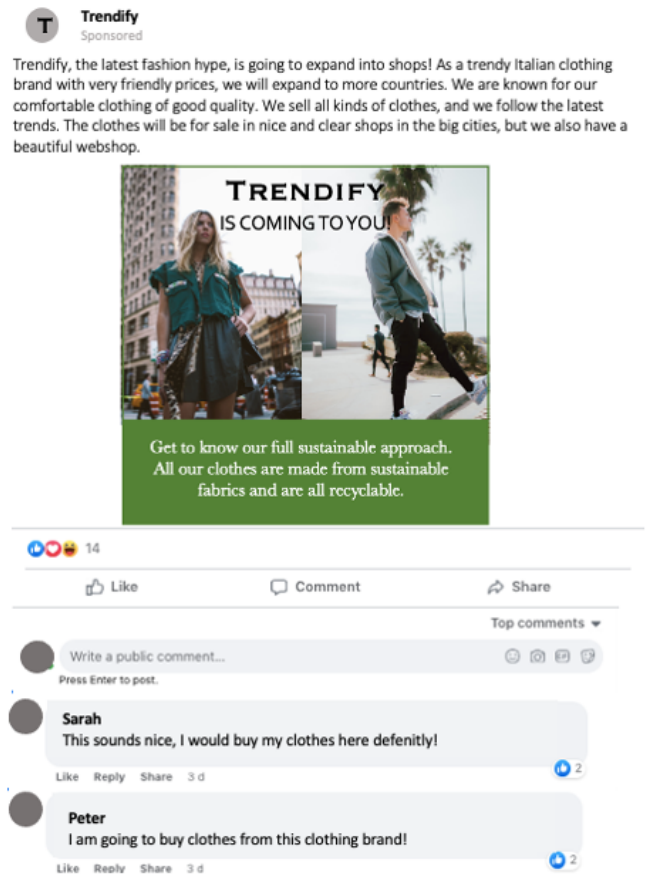 T
Trendify
Sponsored
Trendify, the latest fashion hype, is going to expand into shops! As a trendy Italian clothing
brand with very friendly prices, we will expand to more countries. We are known for our
comfortable clothing of good quality. We sell all kinds of clothes, and we follow the latest
trends. The clothes will be for sale in nice and clear shops in the big cities, but we also have a
beautiful webshop.
TRENDIFY
IS COMING TO YOU!
Get to know our full sustainable approach.
All our clothes are made from sustainable
fabrics and are all recyclable.
14
Like Comment Share
Top comments
Write a public comment...
GIF
Press Enter to post.
Sarah
This sounds nice, I would buy my clothes here defenitly!
2
Like Reply Share 3 d
Peter
I am going to buy clothes from this clothing brand!
2
Like Reply Share 3 d